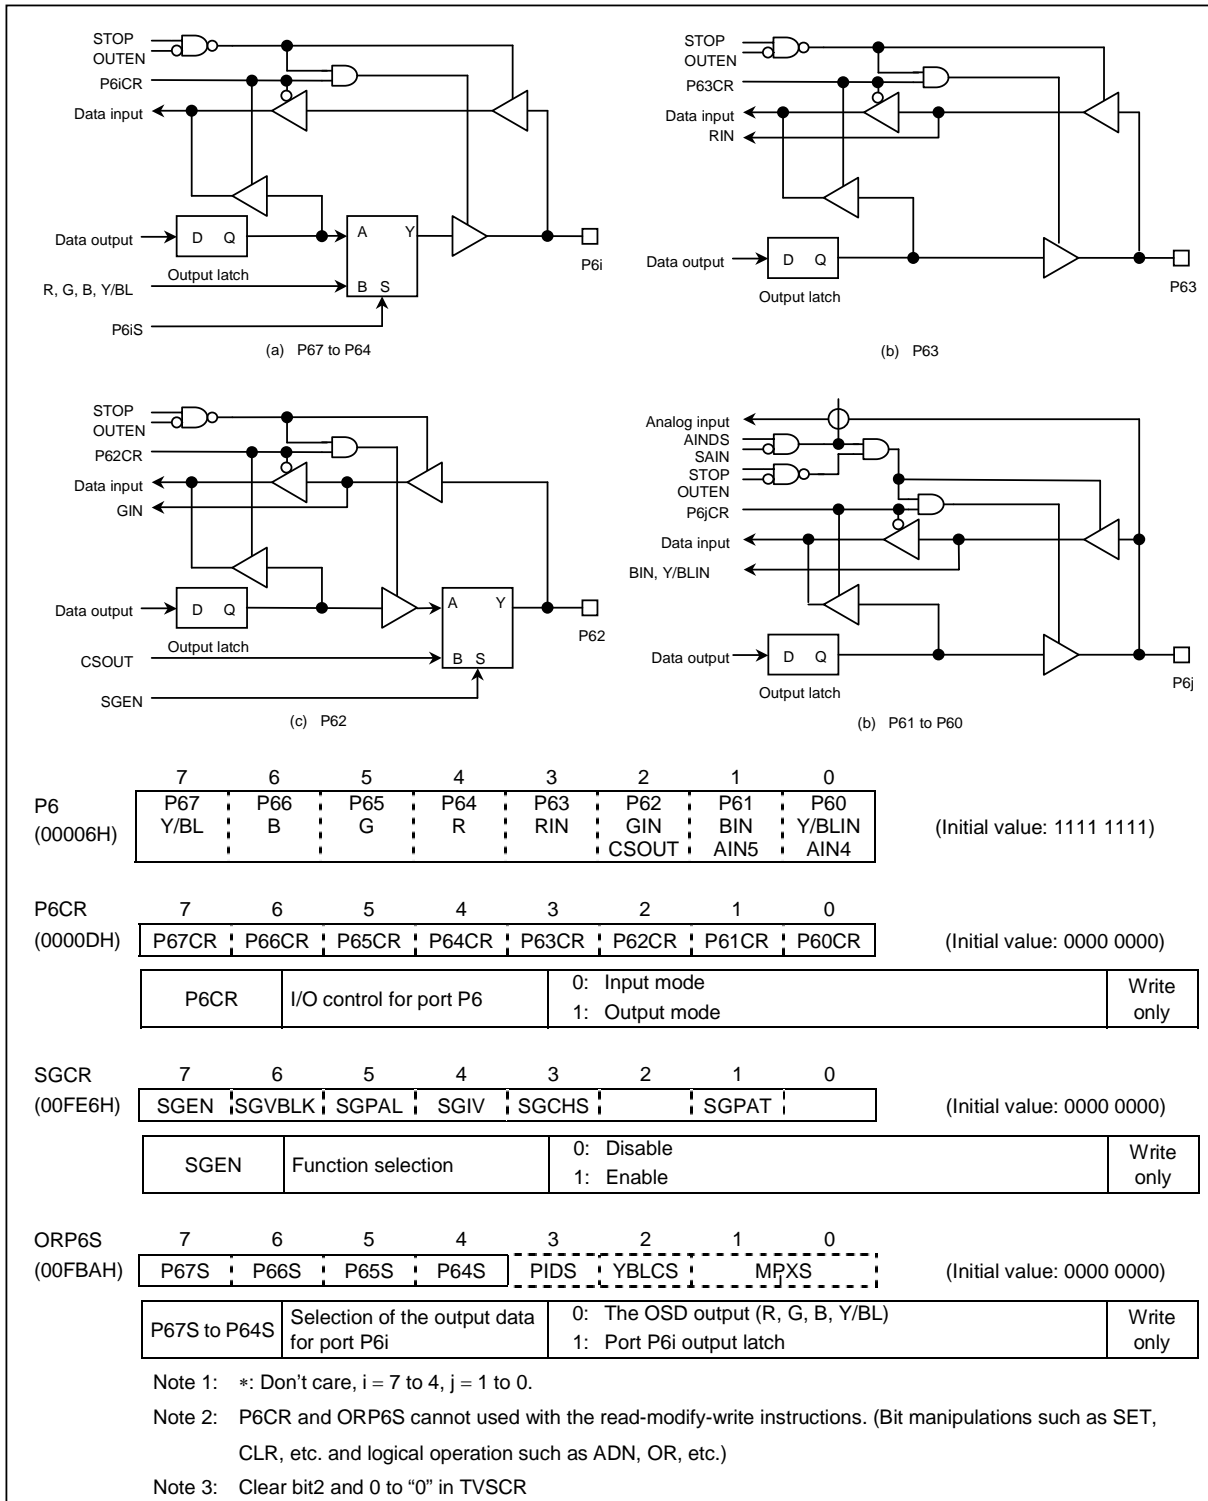 STOP
OUTEN
P6iCR
Data input
Data output
D Q
Output latch
R, G, B, Y/BL
P6iS
A Y
B S
P6i
(a) P67 to P64
STOP
OUTEN
P63CR
Data input
RIN
Data output
D Q
Output latch
P63
(b) P63
STOP
OUTEN
P62CR
Data input
GIN
Data output
D Q
Output latch
CSOUT
SGEN
A Y
B S
P62
(c) P62
Analog input
AINDS
SAIN
STOP
OUTEN
P6jCR
Data input
BIN, Y/BLIN
Data output
D Q
Output latch
P6j
(b) P61 to P60
7 6 5 4 3 2 1 0
P6 P67 P66 P65 P64 P63 P62 P61 P60
(00006H) Y/BL B G R RIN GIN BIN Y/BLIN (Initial value: 1111 1111)
CSOUT AIN5 AIN4
P6CR 7 6 5 4 3 2 1 0
(0000DH) P67CR P66CR P65CR P64CR P63CR P62CR P61CR P60CR (Initial value: 0000 0000)
P6CR I/O control for port P6 0: Input mode Write
1: Output mode only
SGCR 7 6 5 4 3 2 1 0
(00FE6H) SGEN SGVBLK SGPAL SGIV SGCHS SGPAT (Initial value: 0000 0000)
SGEN Function selection 0: Disable Write
1: Enable only
ORP6S 7 6 5 4 3 2 1 0
(00FBAH) P67S P66S P65S P64S PIDS YBLCS MPXS (Initial value: 0000 0000)
P67S to P64S Selection of the output data 0: The OSD output (R, G, B, Y/BL) Write
for port P6i 1: Port P6i output latch only
Note 1: ∗: Don't care, i = 7 to 4, j = 1 to 0.
Note 2: P6CR and ORP6S cannot used with the read-modify-write instructions. (Bit manipulations such as SET,
CLR, etc. and logical operation such as ADN, OR, etc.)
Note 3: Clear bit2 and 0 to “0” in TVSCR